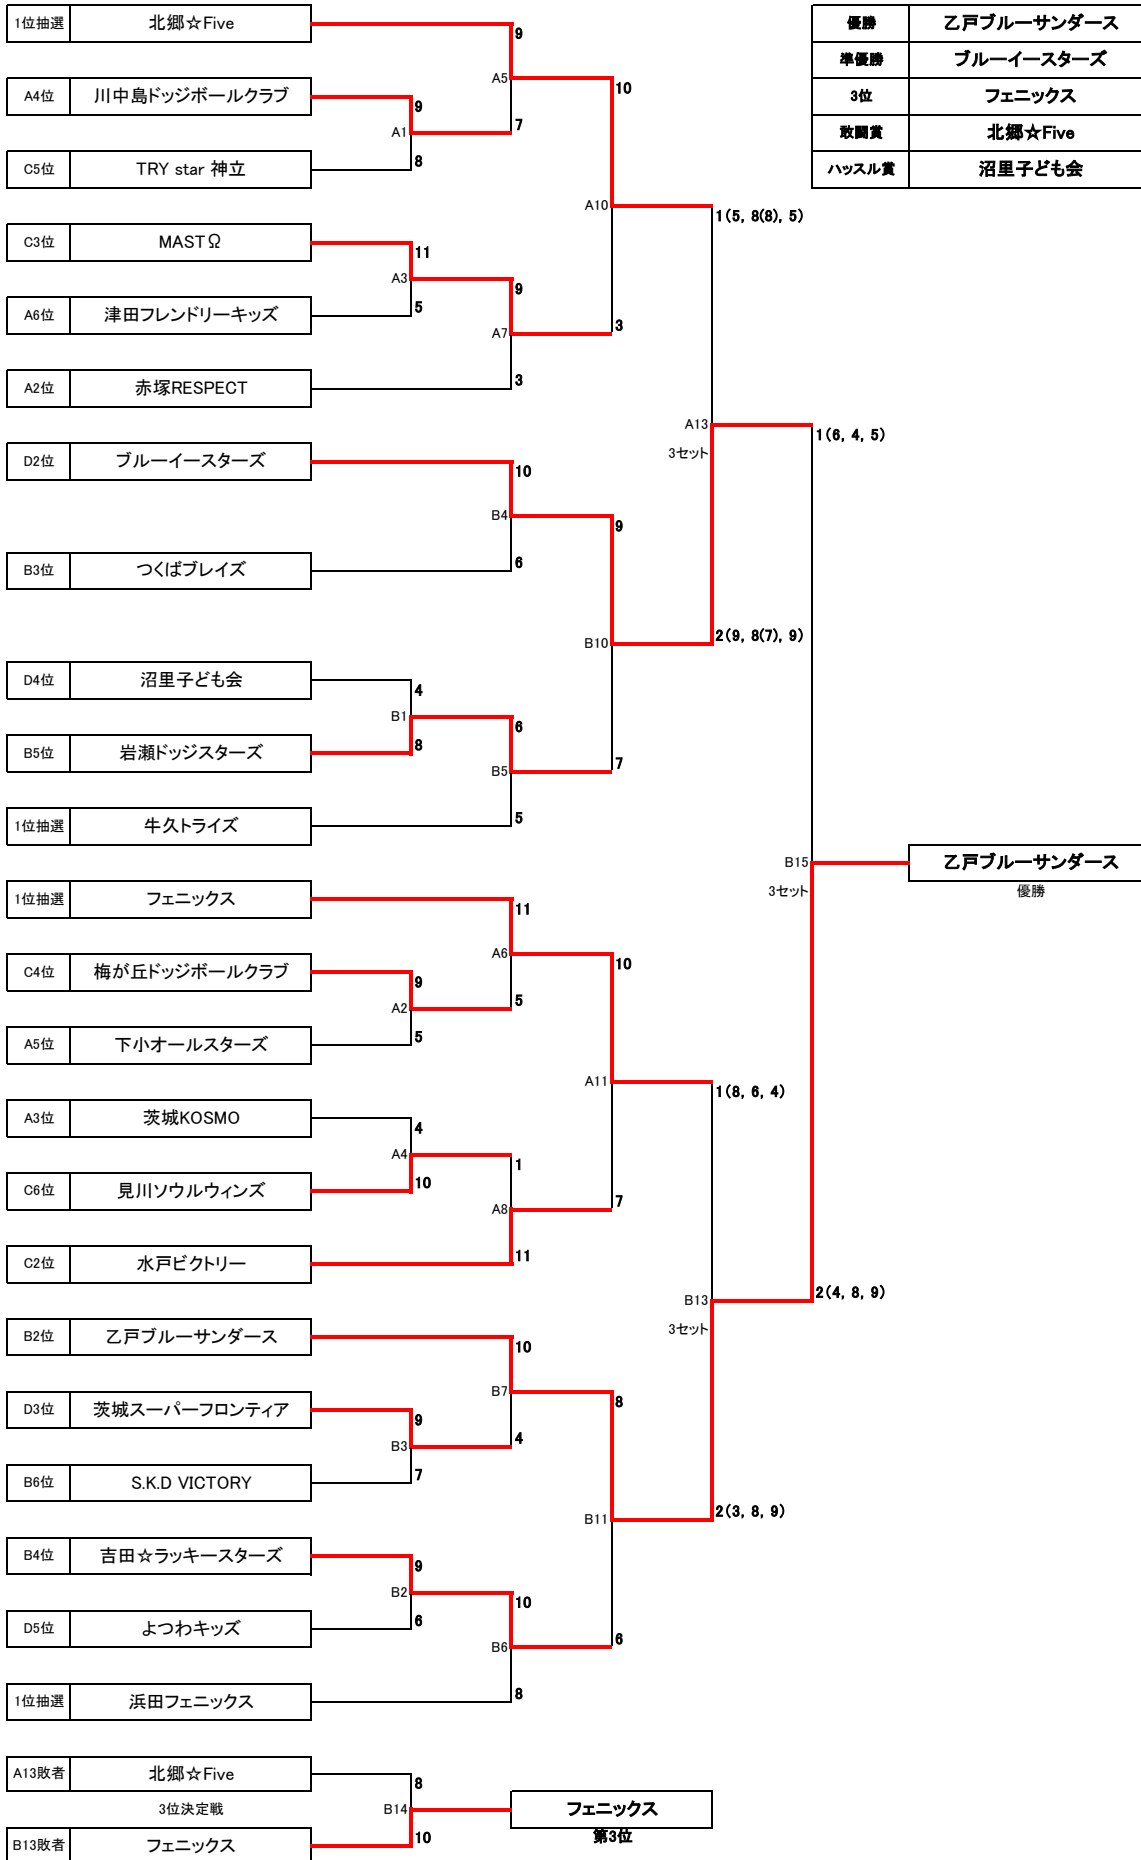 1位抽選 北郷☆Five
9
A5
A4位 川中島ドッジボールクラブ
9
10
A1
7
C5位 TRY star 神立
8
A10
1(5, 8(8), 5)
C3位 MASTΩ
11
A3
9
A6位 津田フレンドリーキッズ
5
A7
3
A2位 赤塚RESPECT
3
A13
3セット
1(6, 4, 5)
D2位 ブルーイースターズ
10
B4
9
B3位 つくばブレイズ
6
B10
2(9, 8(7), 9)
D4位 沼里子ども会
4
B1
6
B5位 岩瀬ドッジスターズ
8
B5
7
1位抽選 牛久トライズ
5
B15
3セット
乙戸ブルーサンダース
優勝
1位抽選 フェニックス
11
A6
10
C4位 梅が丘ドッジボールクラブ
9
A2
5
A5位 下小オールスターズ
5
A11
1(8, 6, 4)
A3位 茨城KOSMO
4
A4
1
C6位 見川ソウルウィンズ
10
A8
7
C2位 水戸ビクトリー
11
B13
3セット
2(4, 8, 9)
B2位 乙戸ブルーサンダース
10
B7
8
D3位 茨城スーパーフロンティア
9
B3
4
B6位 S.K.D VICTORY
7
B11
2(3, 8, 9)
B4位 吉田☆ラッキースターズ
9
B2
10
D5位 よつわキッズ
6
B6
6
1位抽選 浜田フェニックス
8
A13敗者 北郷☆Five
8
3位決定戦
B14
フェニックス
第3位
B13敗者 フェニックス
10
優勝 乙戸ブルーサンダース
準優勝 ブルーイースターズ
3位 フェニックス
敢闘賞 北郷☆Five
ハッスル賞 沼里子ども会